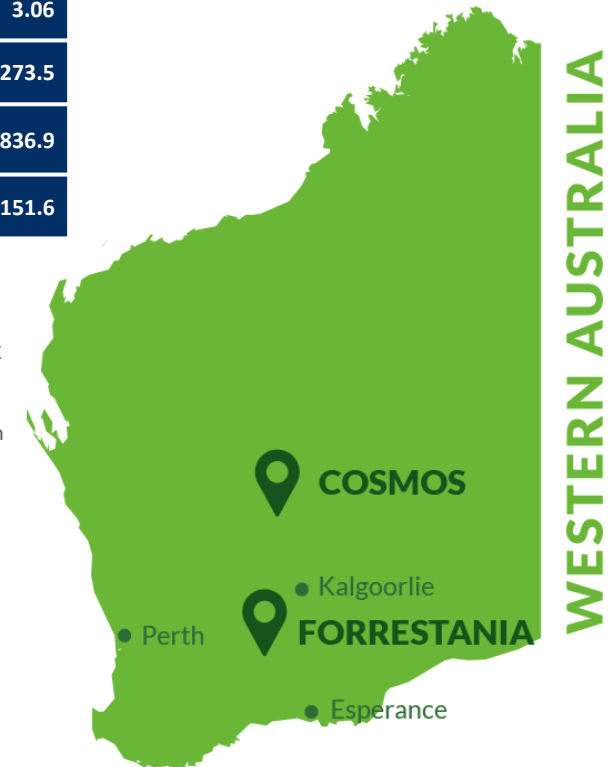 3.06
273.5
836.9
151.6
WESTERN AUSTRALIA
COSMOS
Kalgoorlie
FORRESTANIA
Perth
Esperance